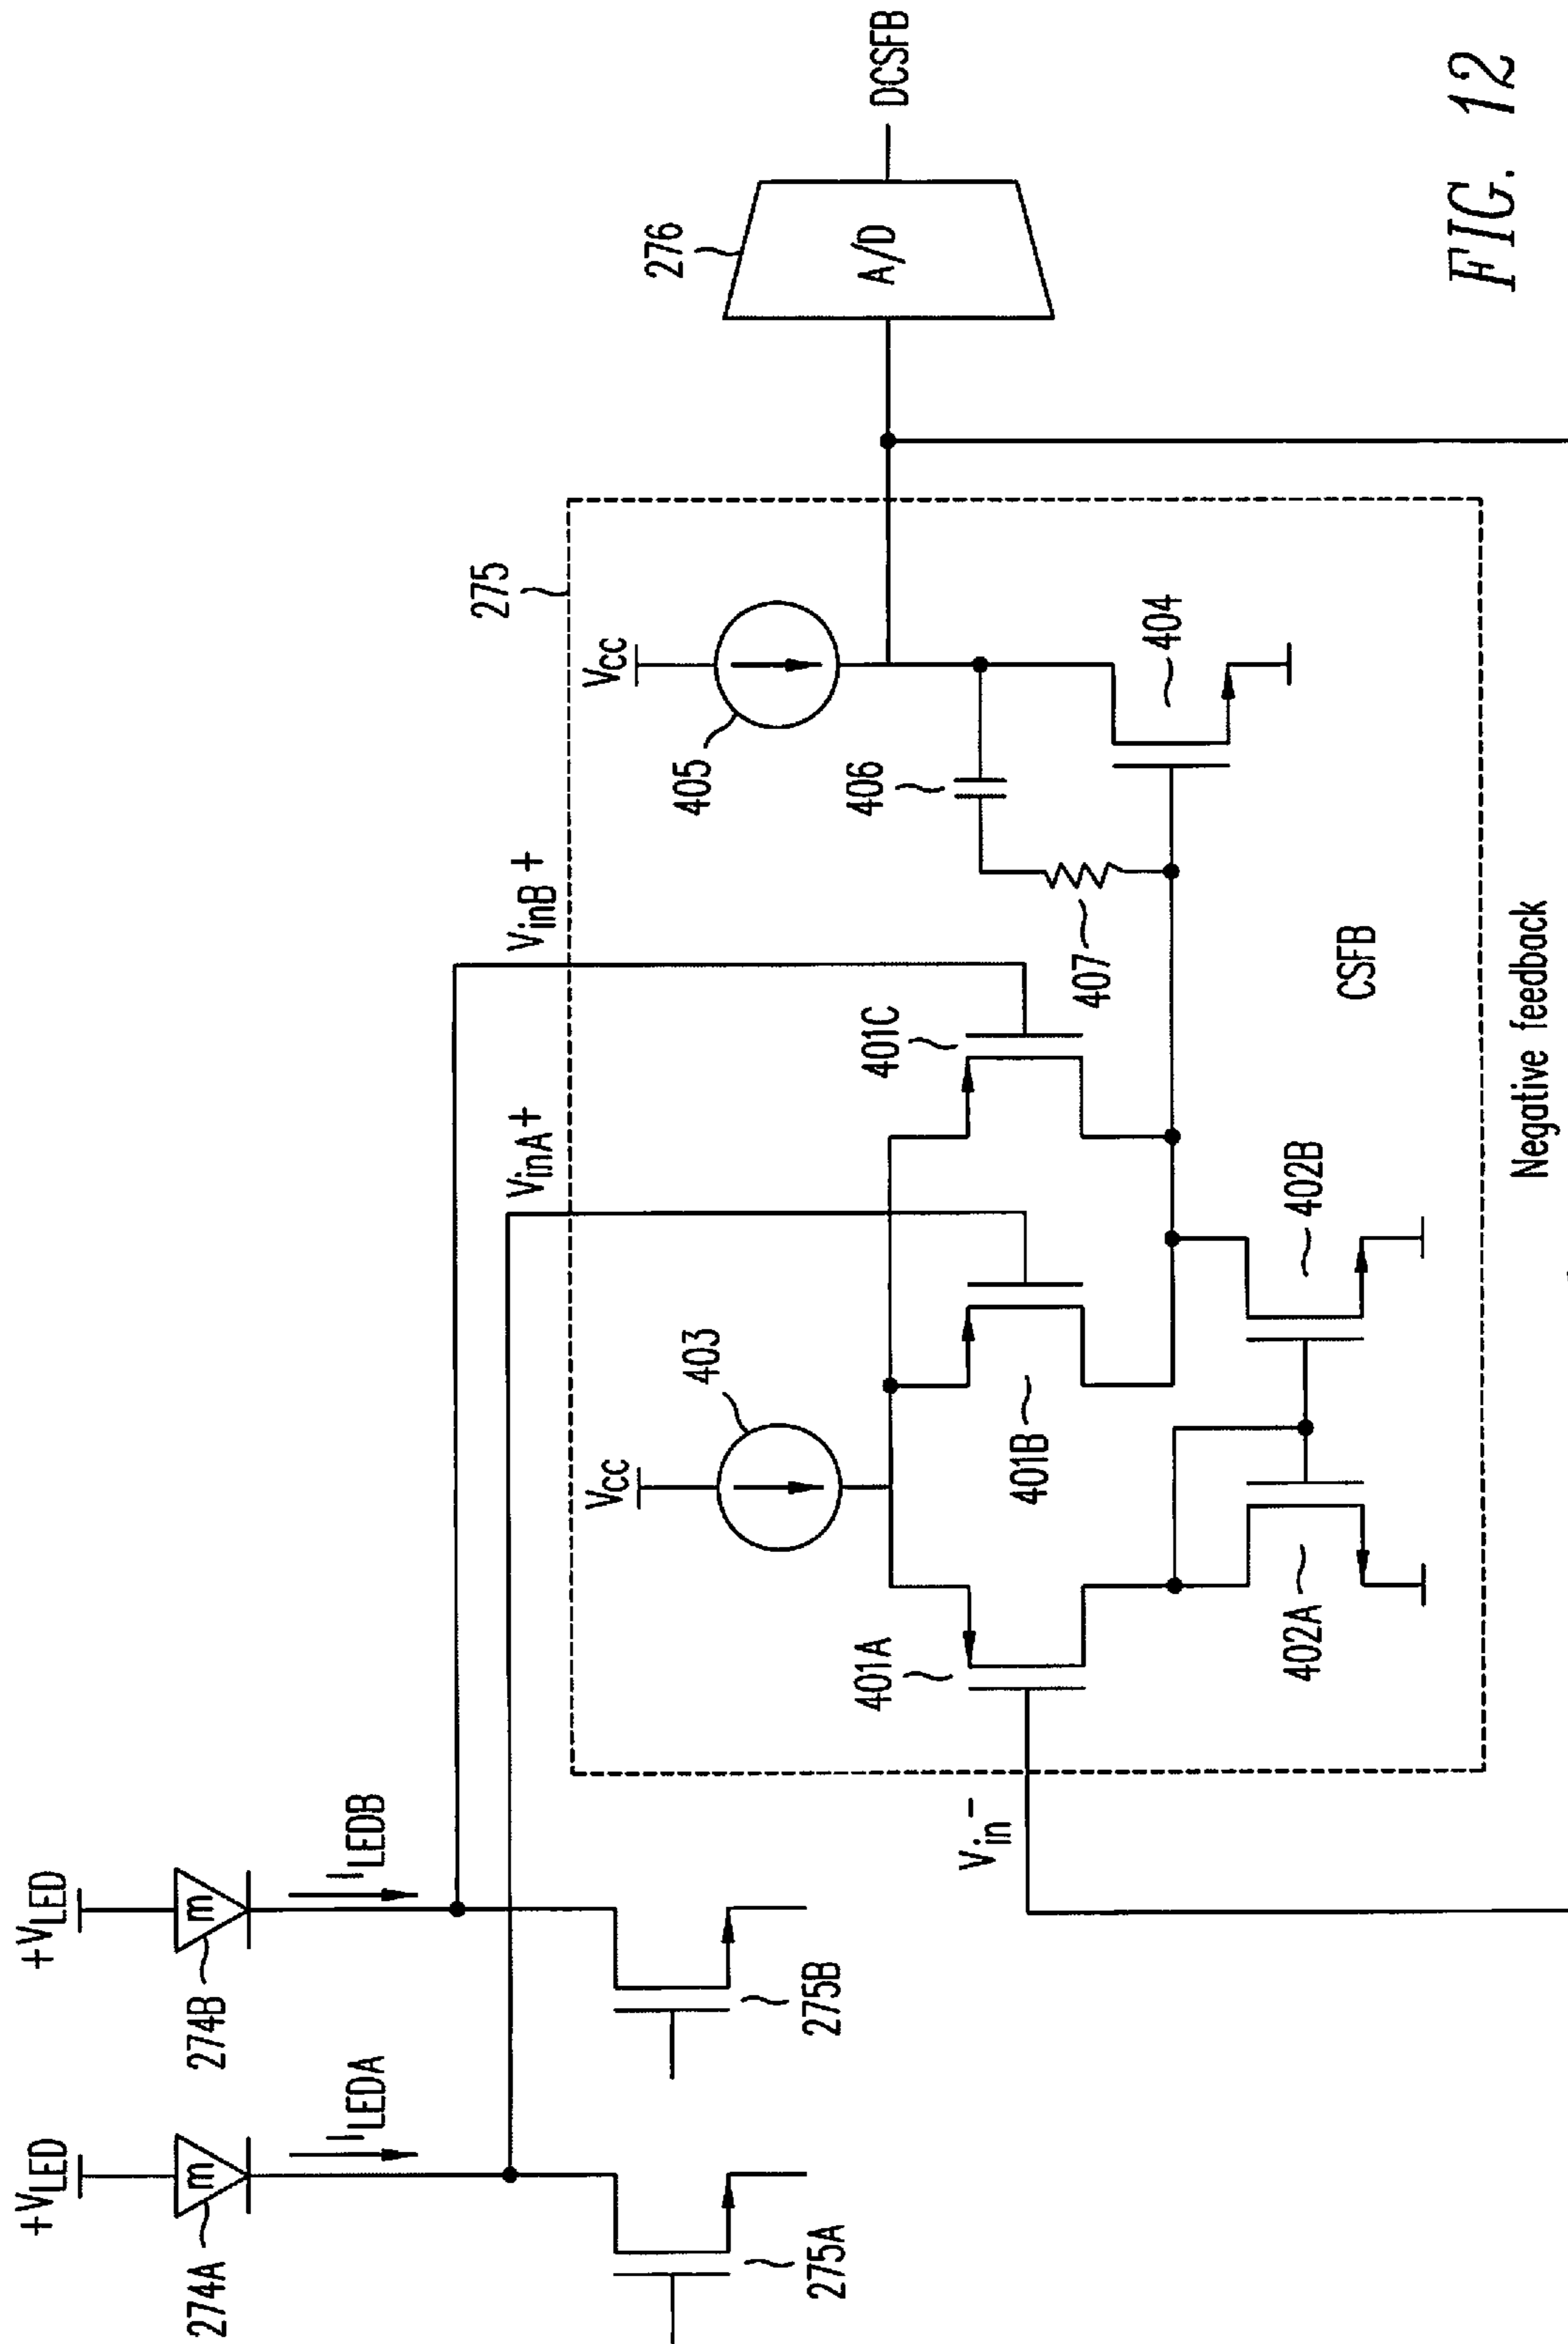 +VLED
+VLED
274A
m
274B
m
ILEDA
ILEDB
275A
275B
VinA+
VinB+
275
Vin-
Vcc
403
Vcc
405
401A
401B
401C
406
407
404
402A
402B
CSFB
276
A/D
DCSFB
Negative feedback
FIG. 12